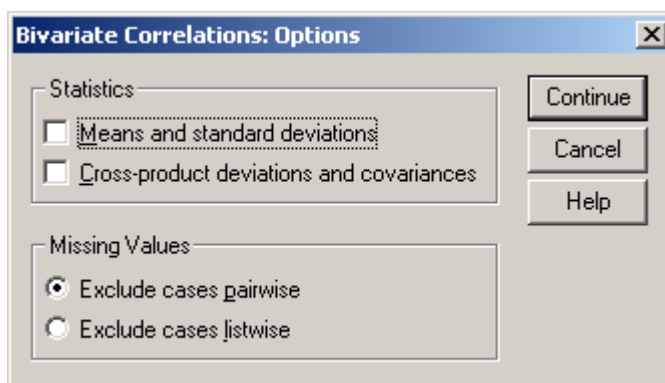 Bivariate Correlations: Options
Statistics
Means and standard deviations
Cross-product deviations and covariances
Continue
Cancel
Help
Missing Values
Exclude cases pairwise
Exclude cases listwise